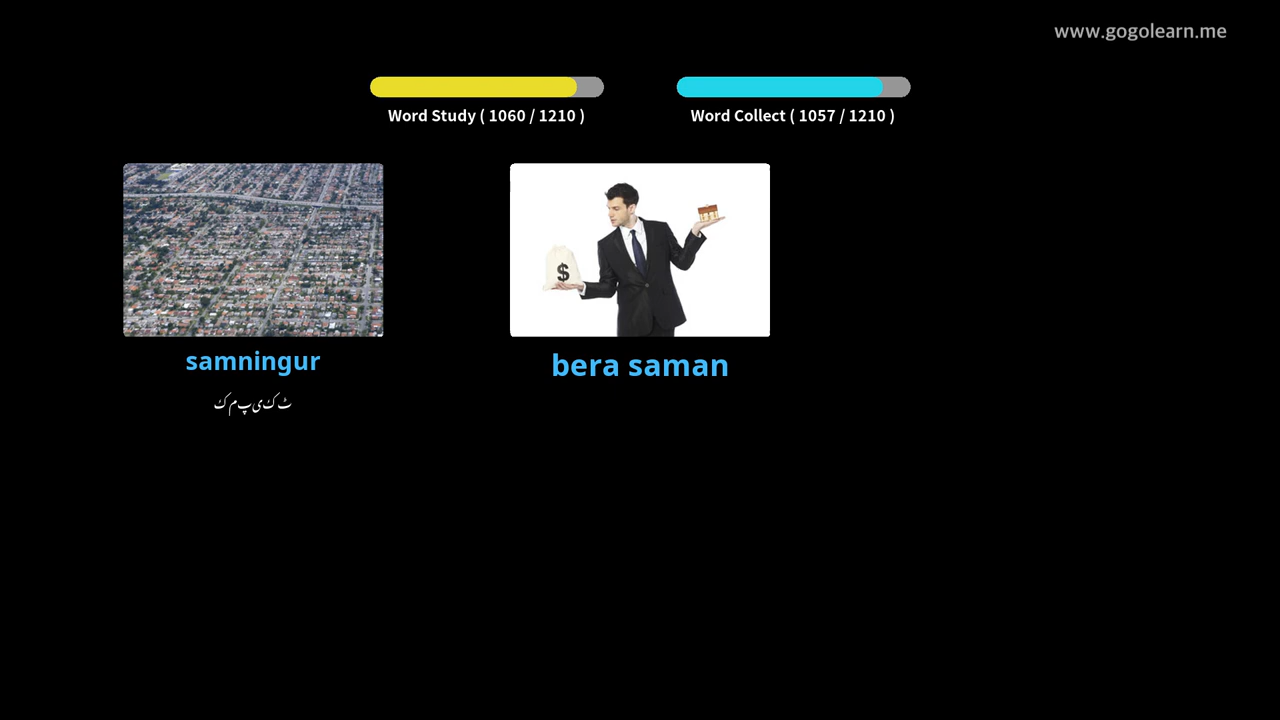 www.gogolearn.me
Word Study ( 1060 / 1210 )
Word Collect ( 1057 / 1210 )
samningur
ٹ ک ی پ م ک
bera saman